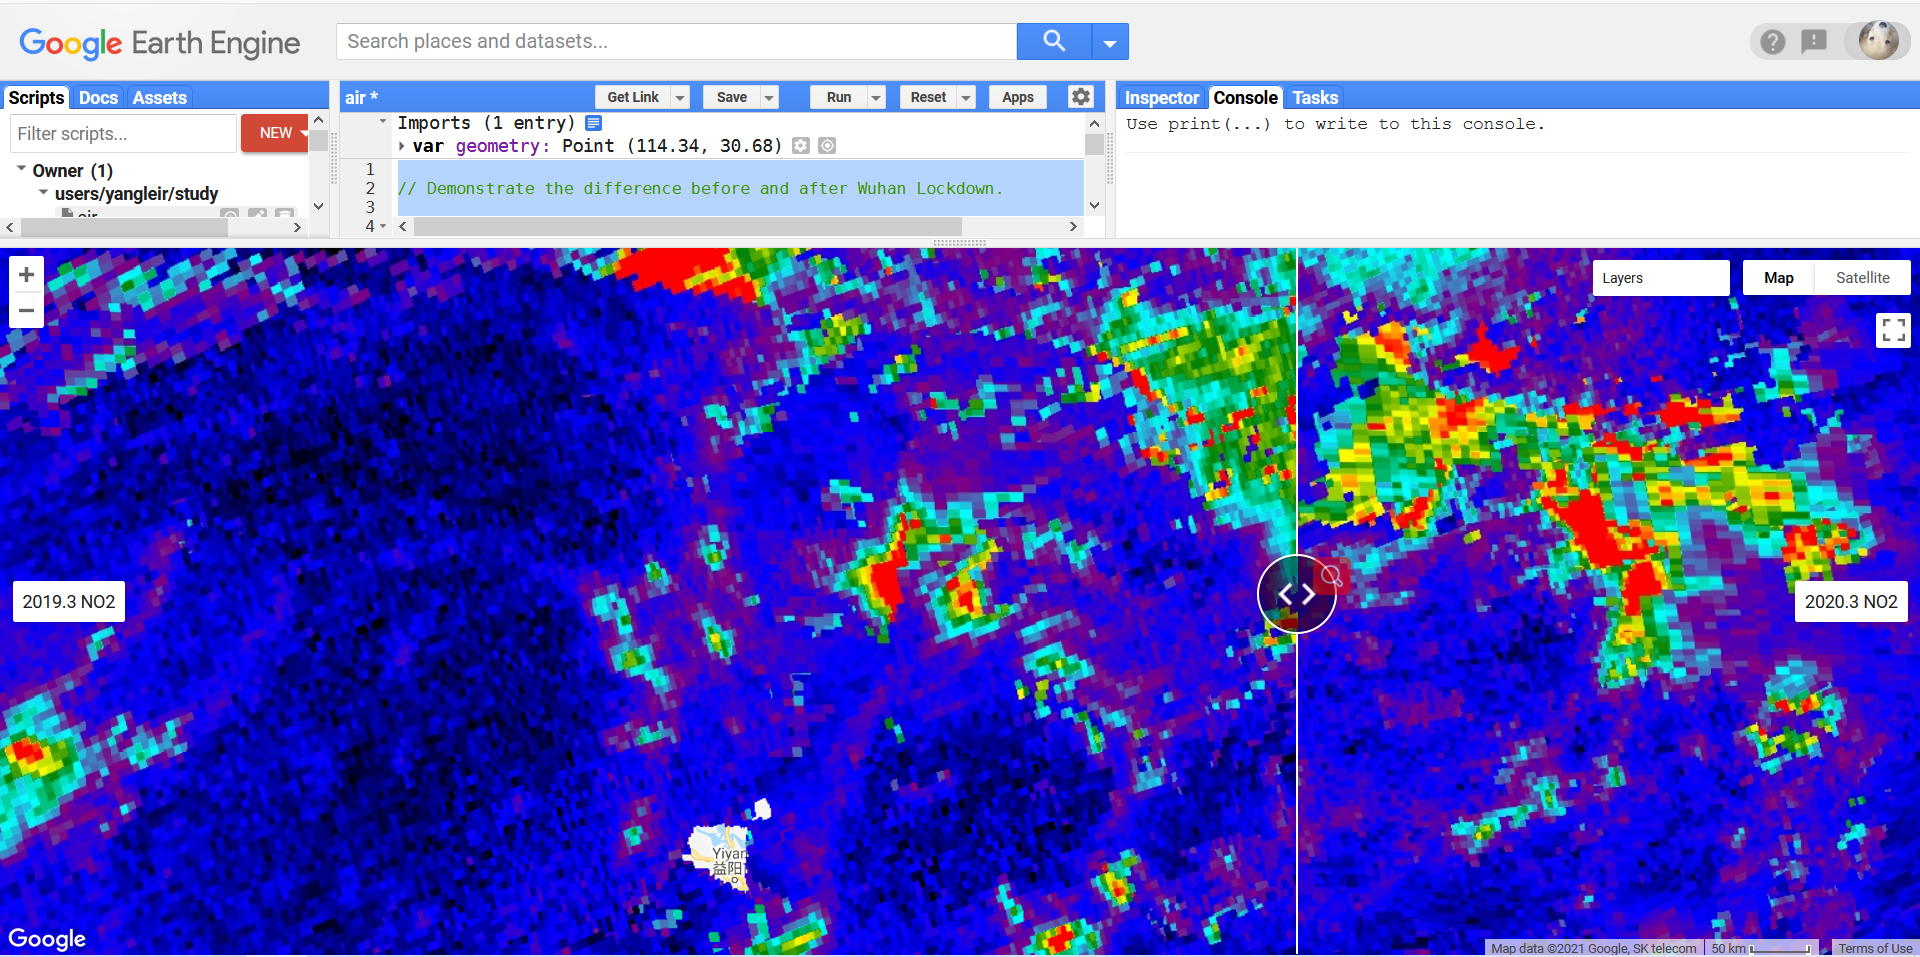 Google Earth Engine
Search places and datasets...
Scripts Docs Assets
Filter scripts...
NEW
Owner (1)
users/yangleir/study
air
air *
Get Link Save Run Reset Apps
Imports (1 entry)
var geometry: Point (114.34, 30.68)
1
2 // Demonstrate the difference before and after Wuhan Lockdown.
3
4
Inspector Console Tasks
Use print(...) to write to this console.
+
−
Layers
Map Satellite
2019.3 NO2
2020.3 NO2
Yiyan
益阳
Google
Map data ©2021 Google, SK telecom 50 km Terms of Use